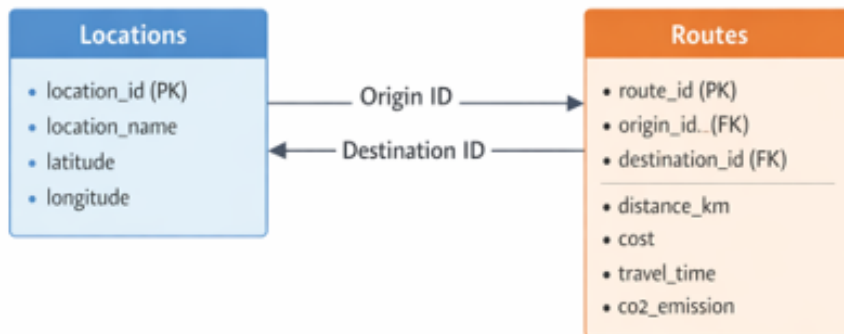 Locations
• location_id (PK)
• location_name
• latitude
• longitude
Origin ID
Destination ID
Routes
• route_id (PK)
• origin_id...(FK)
• destination_id (FK)
• distance_km
• cost
• travel_time
• co2_emission